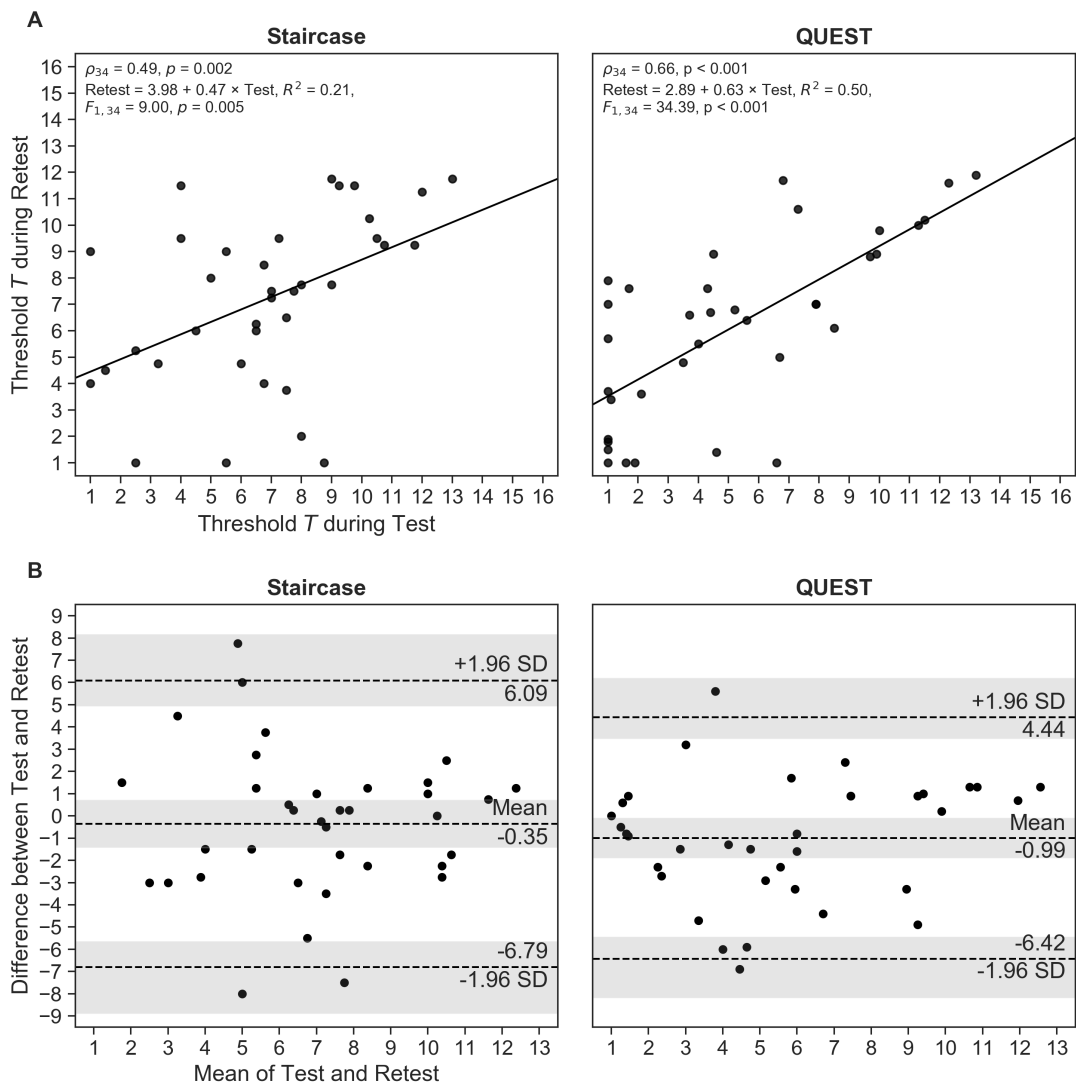 A
Staircase
QUEST
ρ34 = 0.49, p = 0.002
Retest = 3.98 + 0.47 × Test, R² = 0.21,
F1, 34 = 9.00, p = 0.005
ρ34 = 0.66, p < 0.001
Retest = 2.89 + 0.63 × Test, R² = 0.50,
F1, 34 = 34.39, p < 0.001
Threshold T during Retest
16
15
14
13
12
11
10
9
8
7
6
5
4
3
2
1
1 2 3 4 5 6 7 8 9 10 11 12 13 14 15 16
1 2 3 4 5 6 7 8 9 10 11 12 13 14 15 16
Threshold T during Test
B
Staircase
QUEST
Difference between Test and Retest
9
8
7
6
5
4
3
2
1
0
−1
−2
−3
−4
−5
−6
−7
−8
−9
+1.96 SD
6.09
Mean
-0.35
-6.79
-1.96 SD
+1.96 SD
4.44
Mean
-0.99
-6.42
-1.96 SD
1 2 3 4 5 6 7 8 9 10 11 12 13
1 2 3 4 5 6 7 8 9 10 11 12 13
Mean of Test and Retest